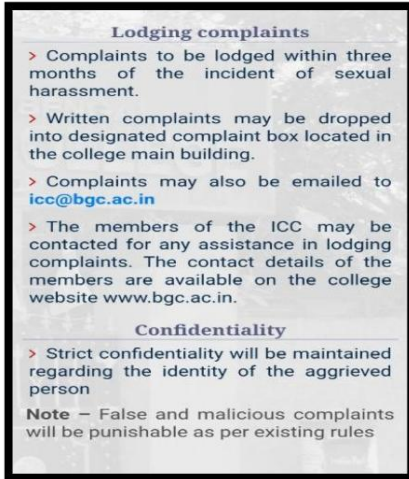 Lodging complaints
> Complaints to be lodged within three
months of the incident of sexual
harassment.
> Written complaints may be dropped
into designated complaint box located in
the college main building.
> Complaints may also be emailed to
icc@bgc.ac.in
> The members of the ICC may be
contacted for any assistance in lodging
complaints. The contact details of the
members are available on the college
website www.bgc.ac.in.
Confidentiality
> Strict confidentiality will be maintained
regarding the identity of the aggrieved
person
Note – False and malicious complaints
will be punishable as per existing rules